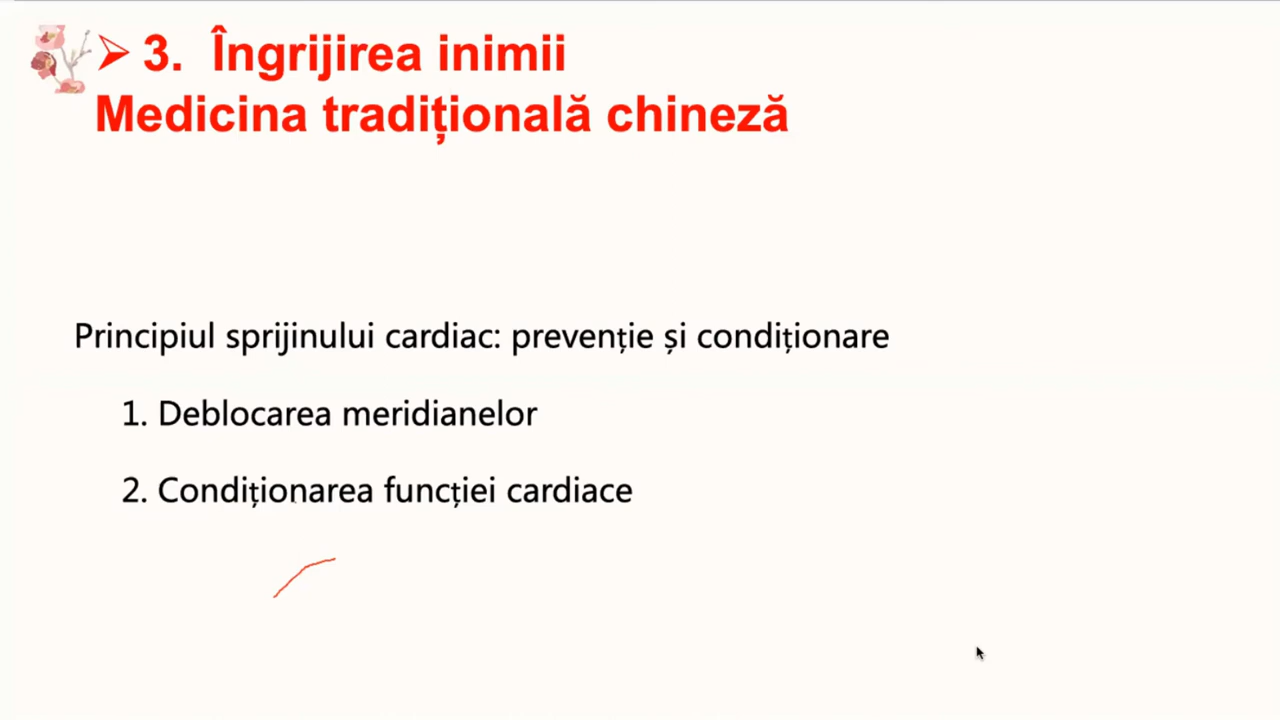 ➢ 3. Îngrijirea inimii
Medicina tradițională chineză
Principiul sprijinului cardiac: prevenție și condiționare
1. Deblocarea meridianelor
2. Condiționarea funcției cardiace